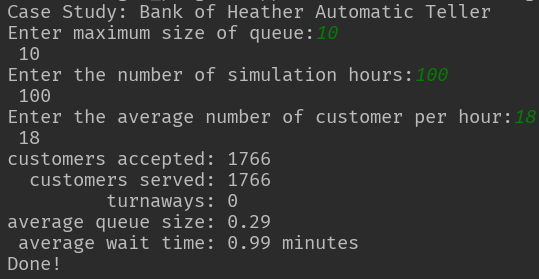 Case Study: Bank of Heather Automatic Teller
Enter maximum size of queue:10
 10
Enter the number of simulation hours:100
 100
Enter the average number of customer per hour:18
 18
customers accepted: 1766
  customers served: 1766
         turnaways: 0
average queue size: 0.29
 average wait time: 0.99 minutes
Done!